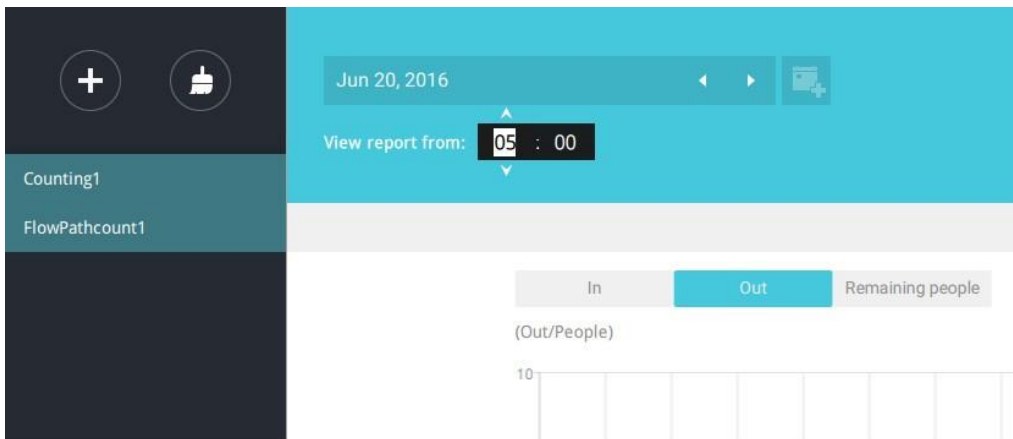 Jun 20, 2016
View report from: 05 : 00
Counting1
FlowPathcount1
In Out Remaining people
(Out/People)
10